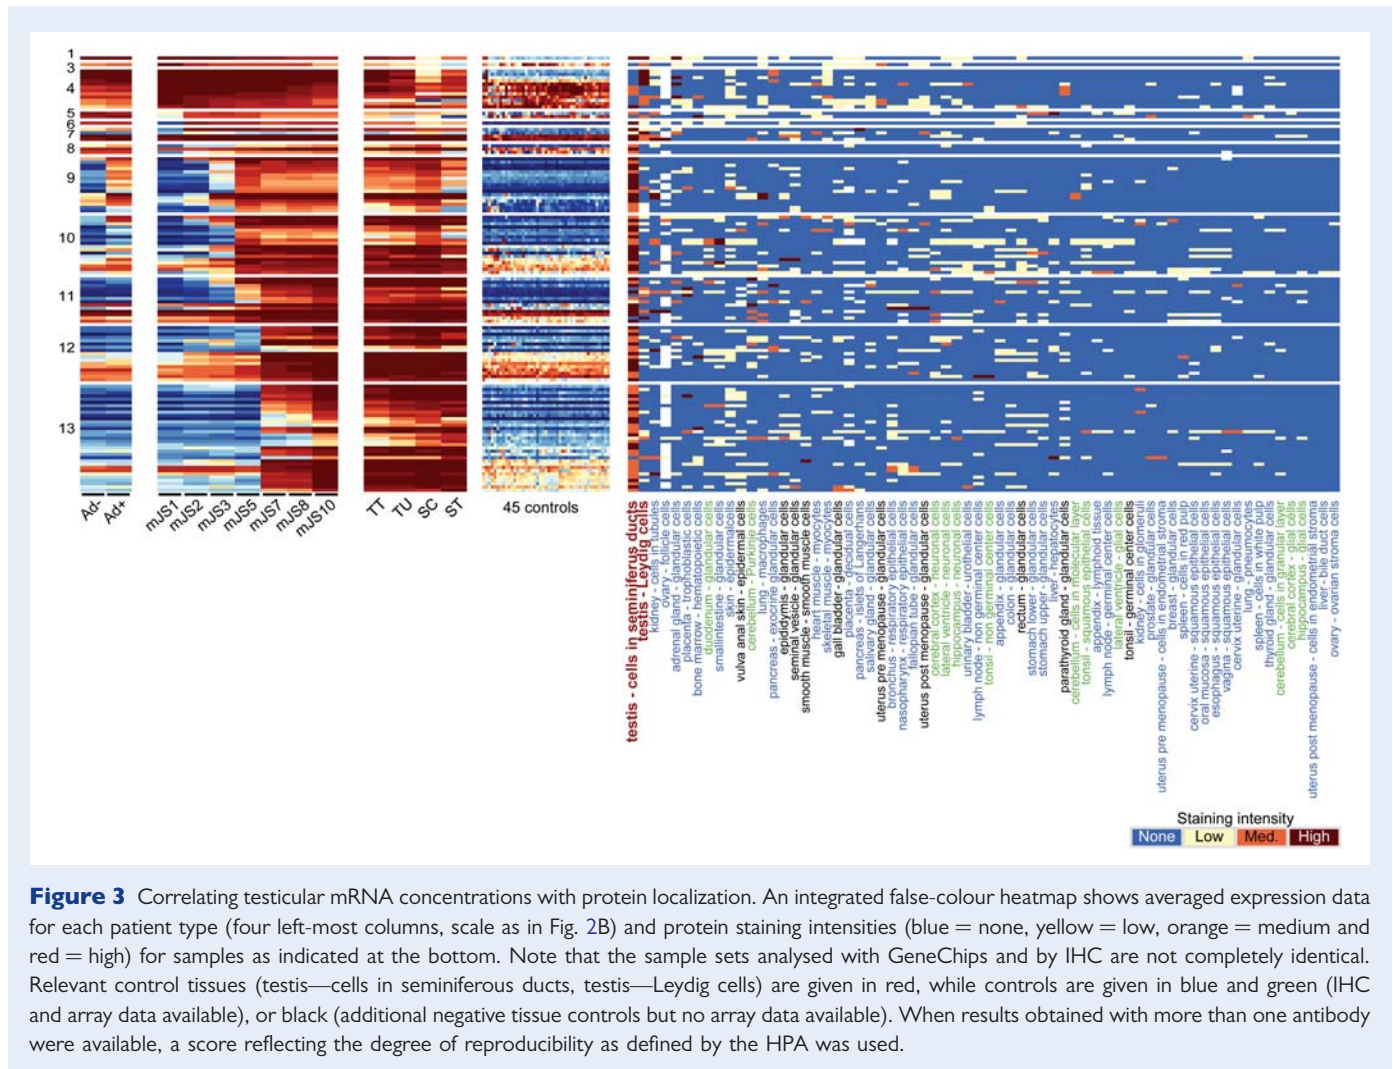 1
3
4
5
6
7
8
9
10
11
12
13
Ad-
Ad+
mJS1
mJS2
mJS3
mJS5
mJS7
mJS8
mJS10
TT
TU
SC
ST
45 controls
testis - cells in seminiferus ducts
testis - Leydig cells
kidney - cells in tubules
ovary - follicle cells
adrenal gland - glandular cells
placenta - trophoblastic cells
bone marrow - hematopoietic cells
duodenum - glandular cells
smallintestine - glandular cells
skin - epidermalcells
vulva anal skin - epidermal cells
cerebellum - Purkinje cells
lung - macrophages
pancreas - exocrine glandular cells
epididymis - glandular cells
seminal vesicle - glandular cells
smooth muscle - smooth muscle cells
heart muscle - myocytes
skeletal muscle - myocytes
gall bladder - glandular cells
placenta - decidual cells
pancreas - islets of Langerhans
salivary gland - glandular cells
uterus pre menopause - glandular cells
bronchus - respiratory epithelial cells
nasopharynx - respiratory epithelial cells
fallopian tube - glandular cells
uterus post menopause - glandular cells
cerebral cortex - neuronal cells
lateral ventricle - neuronal cells
hippocampus - neuronal cells
urinary bladder - urothelial cells
lymph node - non germinal center cells
tonsil - non germinal center cells
appendix - glandular cells
colon - glandular cells
rectum - glandular cells
stomach lower - glandular cells
stomach upper - glandular cells
liver - hepatocytes
parathyroid gland - glandular cells
cerebellum - cells in molecular layer
tonsil - squamous epithelial cells
appendix - lymphoid tissue
lymph node - germinal center cells
lateral ventricle - glial cells
tonsil - germinal center cells
kidney - cells in glomeruli
prostate - glandular cells
uterus pre menopause - cells in endometrial stroma
breast - glandular cells
spleen - cells in red pulp
cervix uterine - squamous epithelial cells
oral mucosa - squamous epithelial cells
esophagus - squamous epithelial cells
vagina - squamous epithelial cells
cervix uterine - glandular cells
lung - pneumocytes
spleen - cells in white pulp
thyroid gland - glandular cells
cerebellum - cells in granular layer
cerebral cortex - glial cells
hippocampus - glial cells
uterus post menopause - cells in endometrial stroma
liver - bile duct cells
ovary - ovarian stroma cells
Staining intensity
None Low Med. High
Figure 3 Correlating testicular mRNA concentrations with protein localization. An integrated false-colour heatmap shows averaged expression data
for each patient type (four left-most columns, scale as in Fig. 2B) and protein staining intensities (blue = none, yellow = low, orange = medium and
red = high) for samples as indicated at the bottom. Note that the sample sets analysed with GeneChips and by IHC are not completely identical.
Relevant control tissues (testis—cells in seminiferous ducts, testis—Leydig cells) are given in red, while controls are given in blue and green (IHC
and array data available), or black (additional negative tissue controls but no array data available). When results obtained with more than one antibody
were available, a score reflecting the degree of reproducibility as defined by the HPA was used.